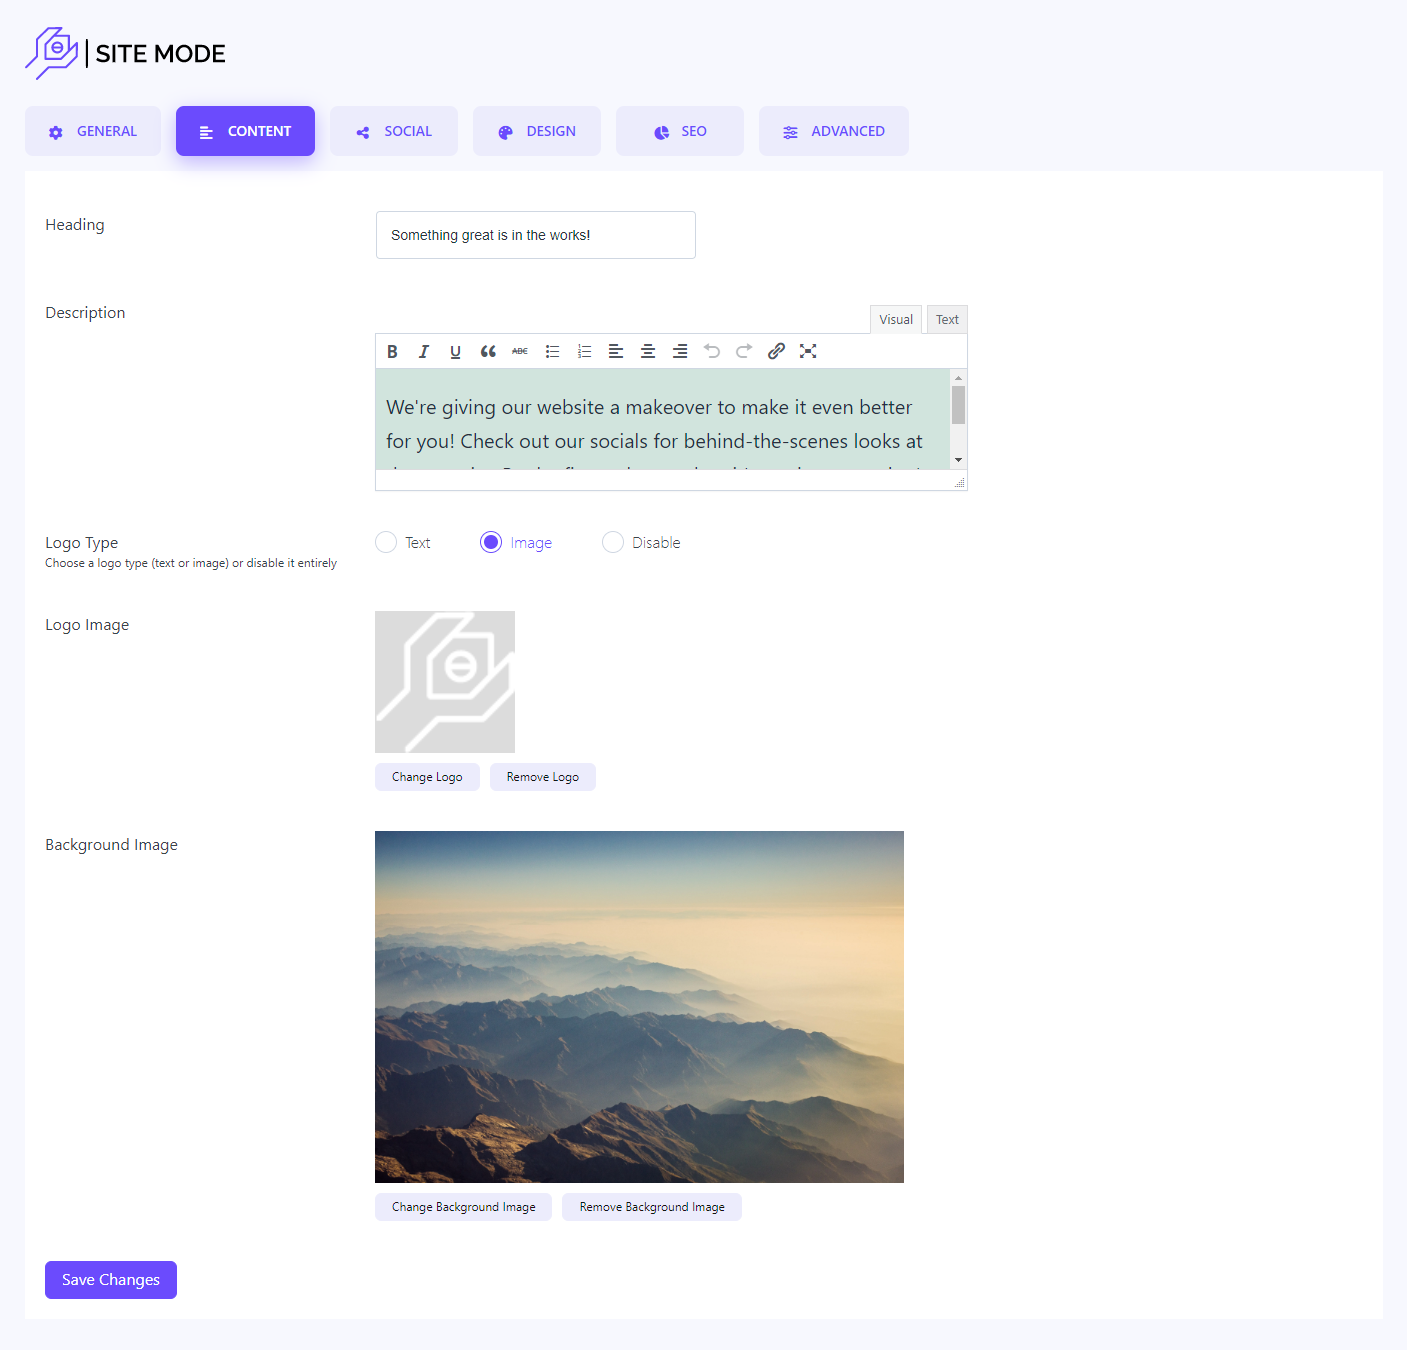 SITE MODE
GENERAL
CONTENT
SOCIAL
DESIGN
SEO
ADVANCED
Heading
Something great is in the works!
Description
Visual
Text
B I U ABC
We're giving our website a makeover to make it even better
for you! Check out our socials for behind-the-scenes looks at
Logo Type
Choose a logo type (text or image) or disable it entirely
Text
Image
Disable
Logo Image
Change Logo
Remove Logo
Background Image
Change Background Image
Remove Background Image
Save Changes